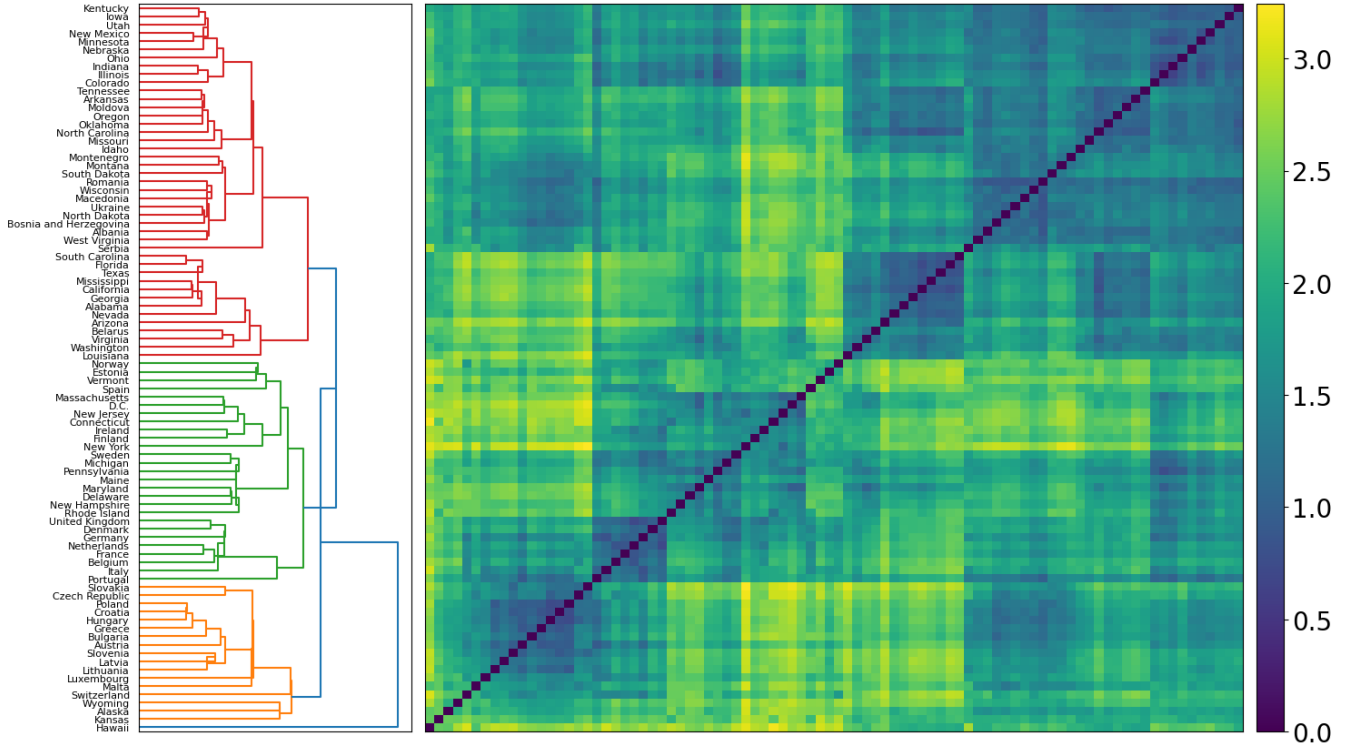 Kentucky
Iowa
Utah
New Mexico
Minnesota
Nebraska
Ohio
Indiana
Illinois
Colorado
Tennessee
Arkansas
Moldova
Oregon
Oklahoma
North Carolina
Missouri
Idaho
Montenegro
Montana
South Dakota
Romania
Wisconsin
Macedonia
Ukraine
North Dakota
Bosnia and Herzegovina
Albania
West Virginia
Serbia
South Carolina
Florida
Texas
Mississippi
California
Georgia
Alabama
Nevada
Arizona
Belarus
Virginia
Washington
Louisiana
Norway
Estonia
Vermont
Spain
Massachusetts
D.C.
New Jersey
Connecticut
Ireland
Finland
New York
Sweden
Michigan
Pennsylvania
Maine
Maryland
Delaware
New Hampshire
Rhode Island
United Kingdom
Denmark
Germany
Netherlands
France
Belgium
Italy
Portugal
Slovakia
Czech Republic
Poland
Croatia
Hungary
Greece
Bulgaria
Austria
Slovenia
Latvia
Lithuania
Luxembourg
Malta
Switzerland
Wyoming
Alaska
Kansas
Hawaii
3.0
2.5
2.0
1.5
1.0
0.5
0.0